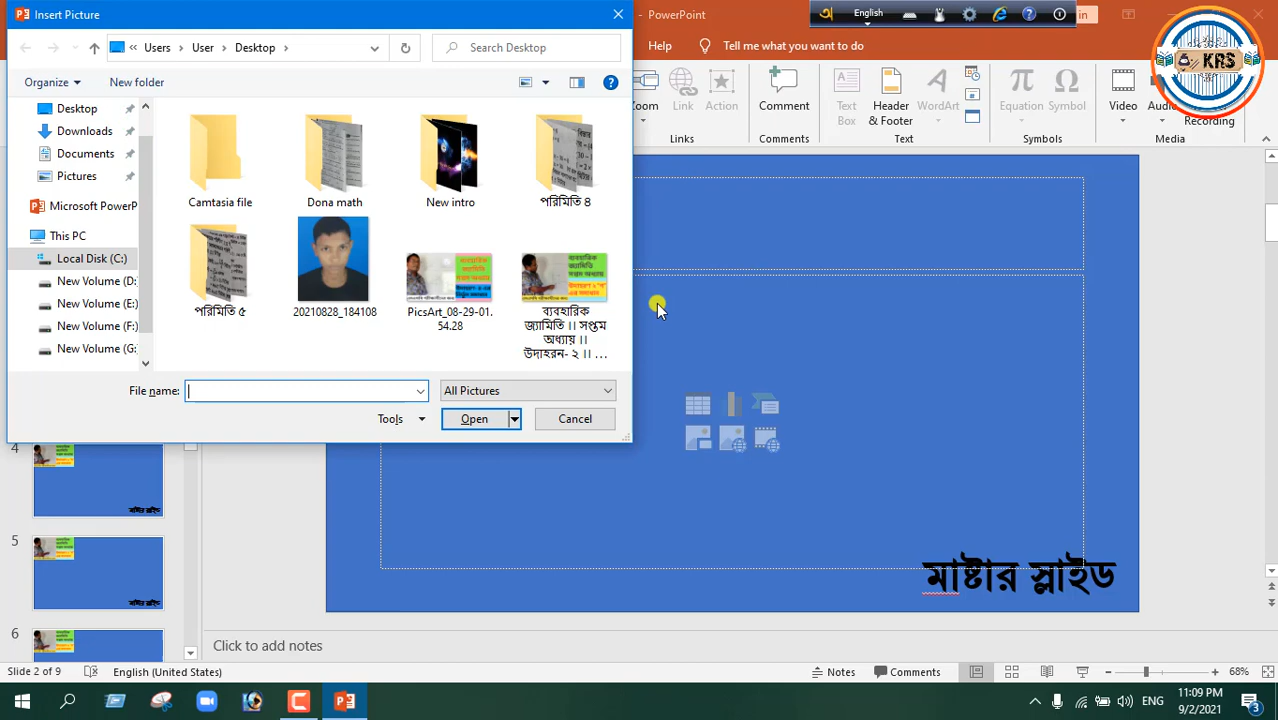 Insert Picture
- PowerPoint
English
in
« Users › User › Desktop ›
Search Desktop
Help
Tell me what you want to do
KRS
Organize
New folder
Desktop
Downloads
Documents
Pictures
Microsoft PowerP
This PC
Local Disk (C:)
New Volume (D:
New Volume (E:)
New Volume (F:)
New Volume (G:
Camtasia file
Dona math
New intro
পরিমিতি ৪
পরিমিতি ৫
20210828_184108
PicsArt_08-29-01.
54.28
ব্যবহারিক
জ্যামিতি ।। সপ্তম
অধ্যায় ।।
উদাহরন- ২ ।। ...
File name:
All Pictures
Tools
Open
Cancel
Zoom
Link
Action
Comment
Text
Box
Header
& Footer
WordArt
Equation
Symbol
Video
Audio
Recording
Links
Comments
Text
Symbols
Media
4
5
6
মাষ্টার স্লাইড
Click to add notes
Slide 2 of 9
English (United States)
Notes
Comments
68%
ENG
11:09 PM
9/2/2021
3